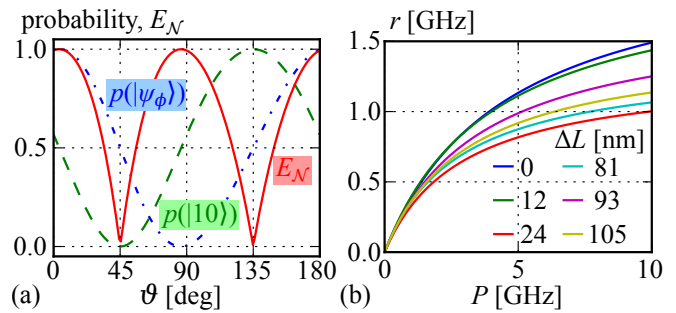 probability, E_𝒩
1.0
0.5
0.0
p(|ψ_ϕ⟩)
E_𝒩
p(|10⟩)
0 45 90 135 180
(a) ϑ [deg]
r [GHz]
1.5
1.0
0.5
0.0
ΔL [nm]
0 81
12 93
24 105
0 5 10
(b) P [GHz]